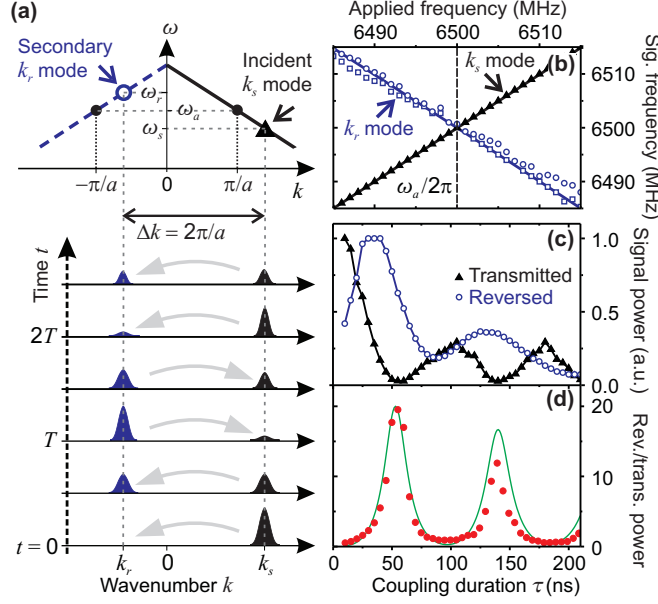 (a)
ω
Secondary
k_r mode
Incident
k_s mode
ω_r
ω_a
ω_s
−π/a
0
π/a
k
Δk = 2π/a
Time t
2T
T
t = 0
k_r
0
k_s
Wavenumber k
Applied frequency (MHz)
6490
6500
6510
(b)
k_s mode
k_r mode
ω_a/2π
6510
6500
6490
Sig. frequency (MHz)
(c)
Transmitted
Reversed
1.0
0.5
0.0
Signal power (a.u.)
(d)
20
10
0
Rev./trans. power
0
50
100
150
200
Coupling duration τ (ns)